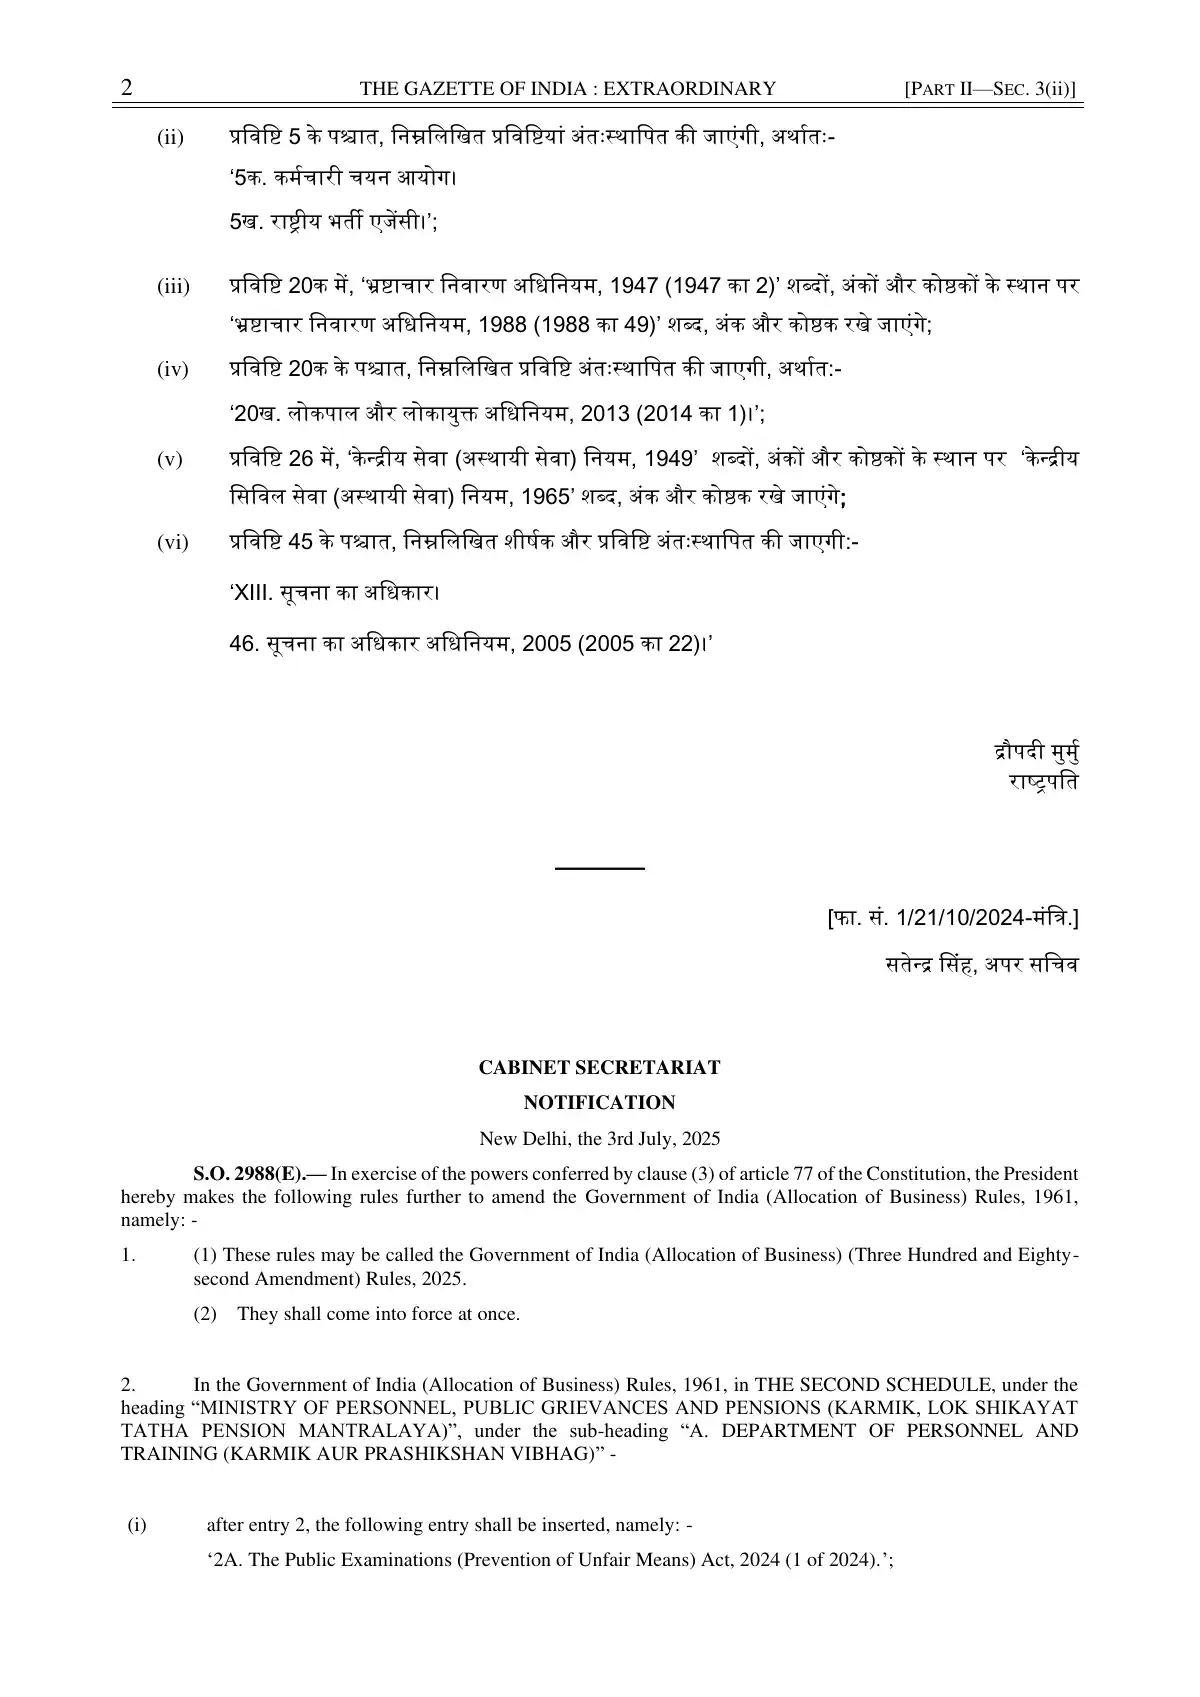 2 THE GAZETTE OF INDIA : EXTRAORDINARY [PART II—SEC. 3(ii)]
(ii) प्रविष्टि 5 के पश्चात, निम्नलिखित प्रविष्टियां अंतःस्थापित की जाएंगी, अर्थातः-
‘5क. कर्मचारी चयन आयोग।
5ख. राष्ट्रीय भर्ती एजेंसी।’;
(iii) प्रविष्टि 20क में, ‘भ्रष्टाचार निवारण अधिनियम, 1947 (1947 का 2)’ शब्दों, अंकों और कोष्ठकों के स्थान पर
‘भ्रष्टाचार निवारण अधिनियम, 1988 (1988 का 49)’ शब्द, अंक और कोष्ठक रखे जाएंगे;
(iv) प्रविष्टि 20क के पश्चात, निम्नलिखित प्रविष्टि अंतःस्थापित की जाएगी, अर्थात:-
‘20ख. लोकपाल और लोकायुक्त अधिनियम, 2013 (2014 का 1)।’;
(v) प्रविष्टि 26 में, ‘केन्द्रीय सेवा (अस्थायी सेवा) नियम, 1949’ शब्दों, अंकों और कोष्ठकों के स्थान पर ‘केन्द्रीय
सिविल सेवा (अस्थायी सेवा) नियम, 1965’ शब्द, अंक और कोष्ठक रखे जाएंगे;
(vi) प्रविष्टि 45 के पश्चात, निम्नलिखित शीर्षक और प्रविष्टि अंतःस्थापित की जाएगी:-
‘XIII. सूचना का अधिकार।
46. सूचना का अधिकार अधिनियम, 2005 (2005 का 22)।’
द्रौपदी मुर्मु
राष्ट्रपति
[फा. सं. 1/21/10/2024-मंत्रि.]
सतेन्द्र सिंह, अपर सचिव
CABINET SECRETARIAT
NOTIFICATION
New Delhi, the 3rd July, 2025
S.O. 2988(E).— In exercise of the powers conferred by clause (3) of article 77 of the Constitution, the President
hereby makes the following rules further to amend the Government of India (Allocation of Business) Rules, 1961,
namely: -
1. (1) These rules may be called the Government of India (Allocation of Business) (Three Hundred and Eighty-
second Amendment) Rules, 2025.
(2) They shall come into force at once.
2. In the Government of India (Allocation of Business) Rules, 1961, in THE SECOND SCHEDULE, under the
heading “MINISTRY OF PERSONNEL, PUBLIC GRIEVANCES AND PENSIONS (KARMIK, LOK SHIKAYAT
TATHA PENSION MANTRALAYA)”, under the sub-heading “A. DEPARTMENT OF PERSONNEL AND
TRAINING (KARMIK AUR PRASHIKSHAN VIBHAG)” -
(i) after entry 2, the following entry shall be inserted, namely: -
‘2A. The Public Examinations (Prevention of Unfair Means) Act, 2024 (1 of 2024).’;